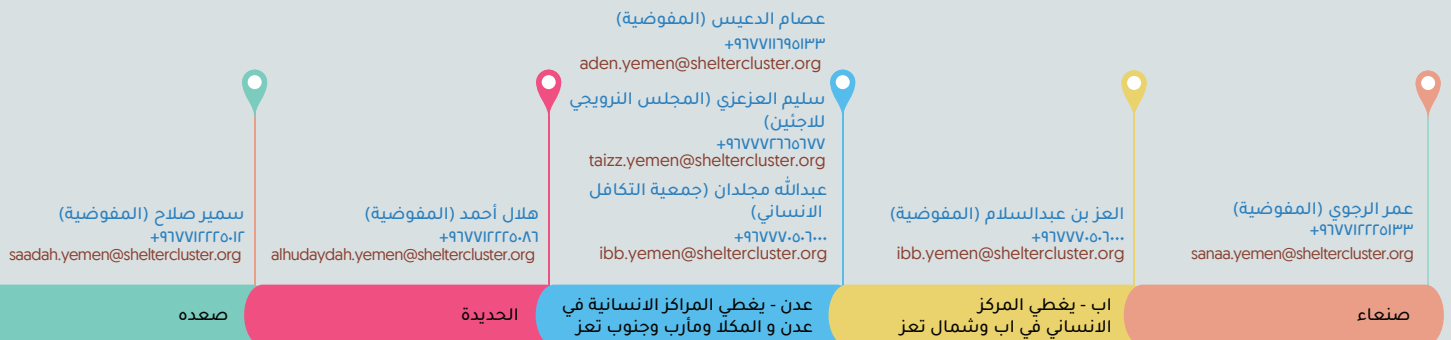 عمر الرجوي (المفوضية)
+٩٦٧٧١٢٢٢٥١٣٣
sanaa.yemen@sheltercluster.org
صنعاء
العز بن عبدالسلام (المفوضية)
+٩٦٧٧٧٠٥٠٦٠٠٠
ibb.yemen@sheltercluster.org
اب - يغطي المركز
الانساني في اب وشمال تعز
عصام الدعيس (المفوضية)
+٩٦٧٧١١٦٩٥١٣٣
aden.yemen@sheltercluster.org
سليم العزعزي (المجلس النرويجي
للاجئين)
+٩٦٧٧٧٢٦٦٥٦٧٧
taizz.yemen@sheltercluster.org
عبدالله مجلدان (جمعية التكافل
الانساني)
+٩٦٧٧٧٠٥٠٦٠٠٠
ibb.yemen@sheltercluster.org
عدن - يغطي المراكز الانسانية في
عدن و المكلا ومأرب وجنوب تعز
هلال أحمد (المفوضية)
+٩٦٧٧١٢٢٢٥٠٨٦
alhudaydah.yemen@sheltercluster.org
الحديدة
سمير صلاح (المفوضية)
+٩٦٧٧١٢٢٢٥٠١٢
saadah.yemen@sheltercluster.org
صعده